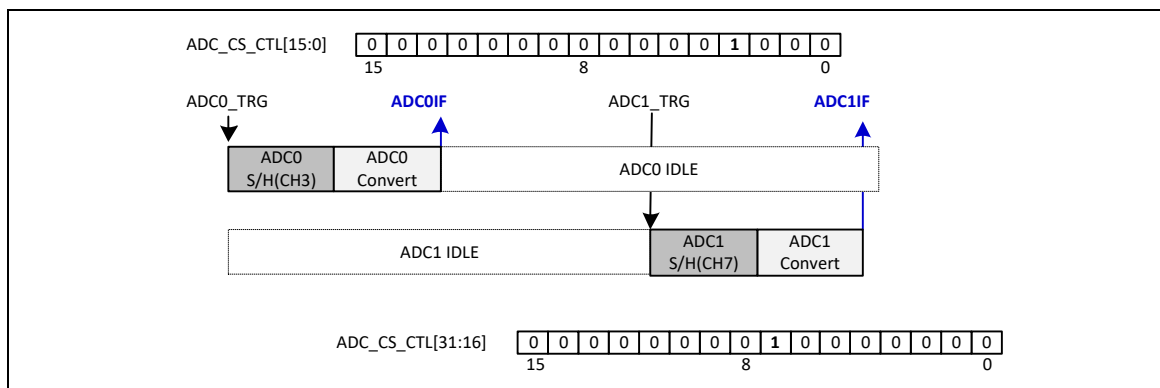 ADC_CS_CTL[15:0] 0 0 0 0 0 0 0 0 0 0 0 0 1 0 0 0
15 8 0
ADC0_TRG ADC0IF ADC1_TRG ADC1IF
ADC0
S/H(CH3)
ADC0
Convert
ADC0 IDLE
ADC1 IDLE
ADC1
S/H(CH7)
ADC1
Convert
ADC_CS_CTL[31:16] 0 0 0 0 0 0 0 0 1 0 0 0 0 0 0 0
15 8 0